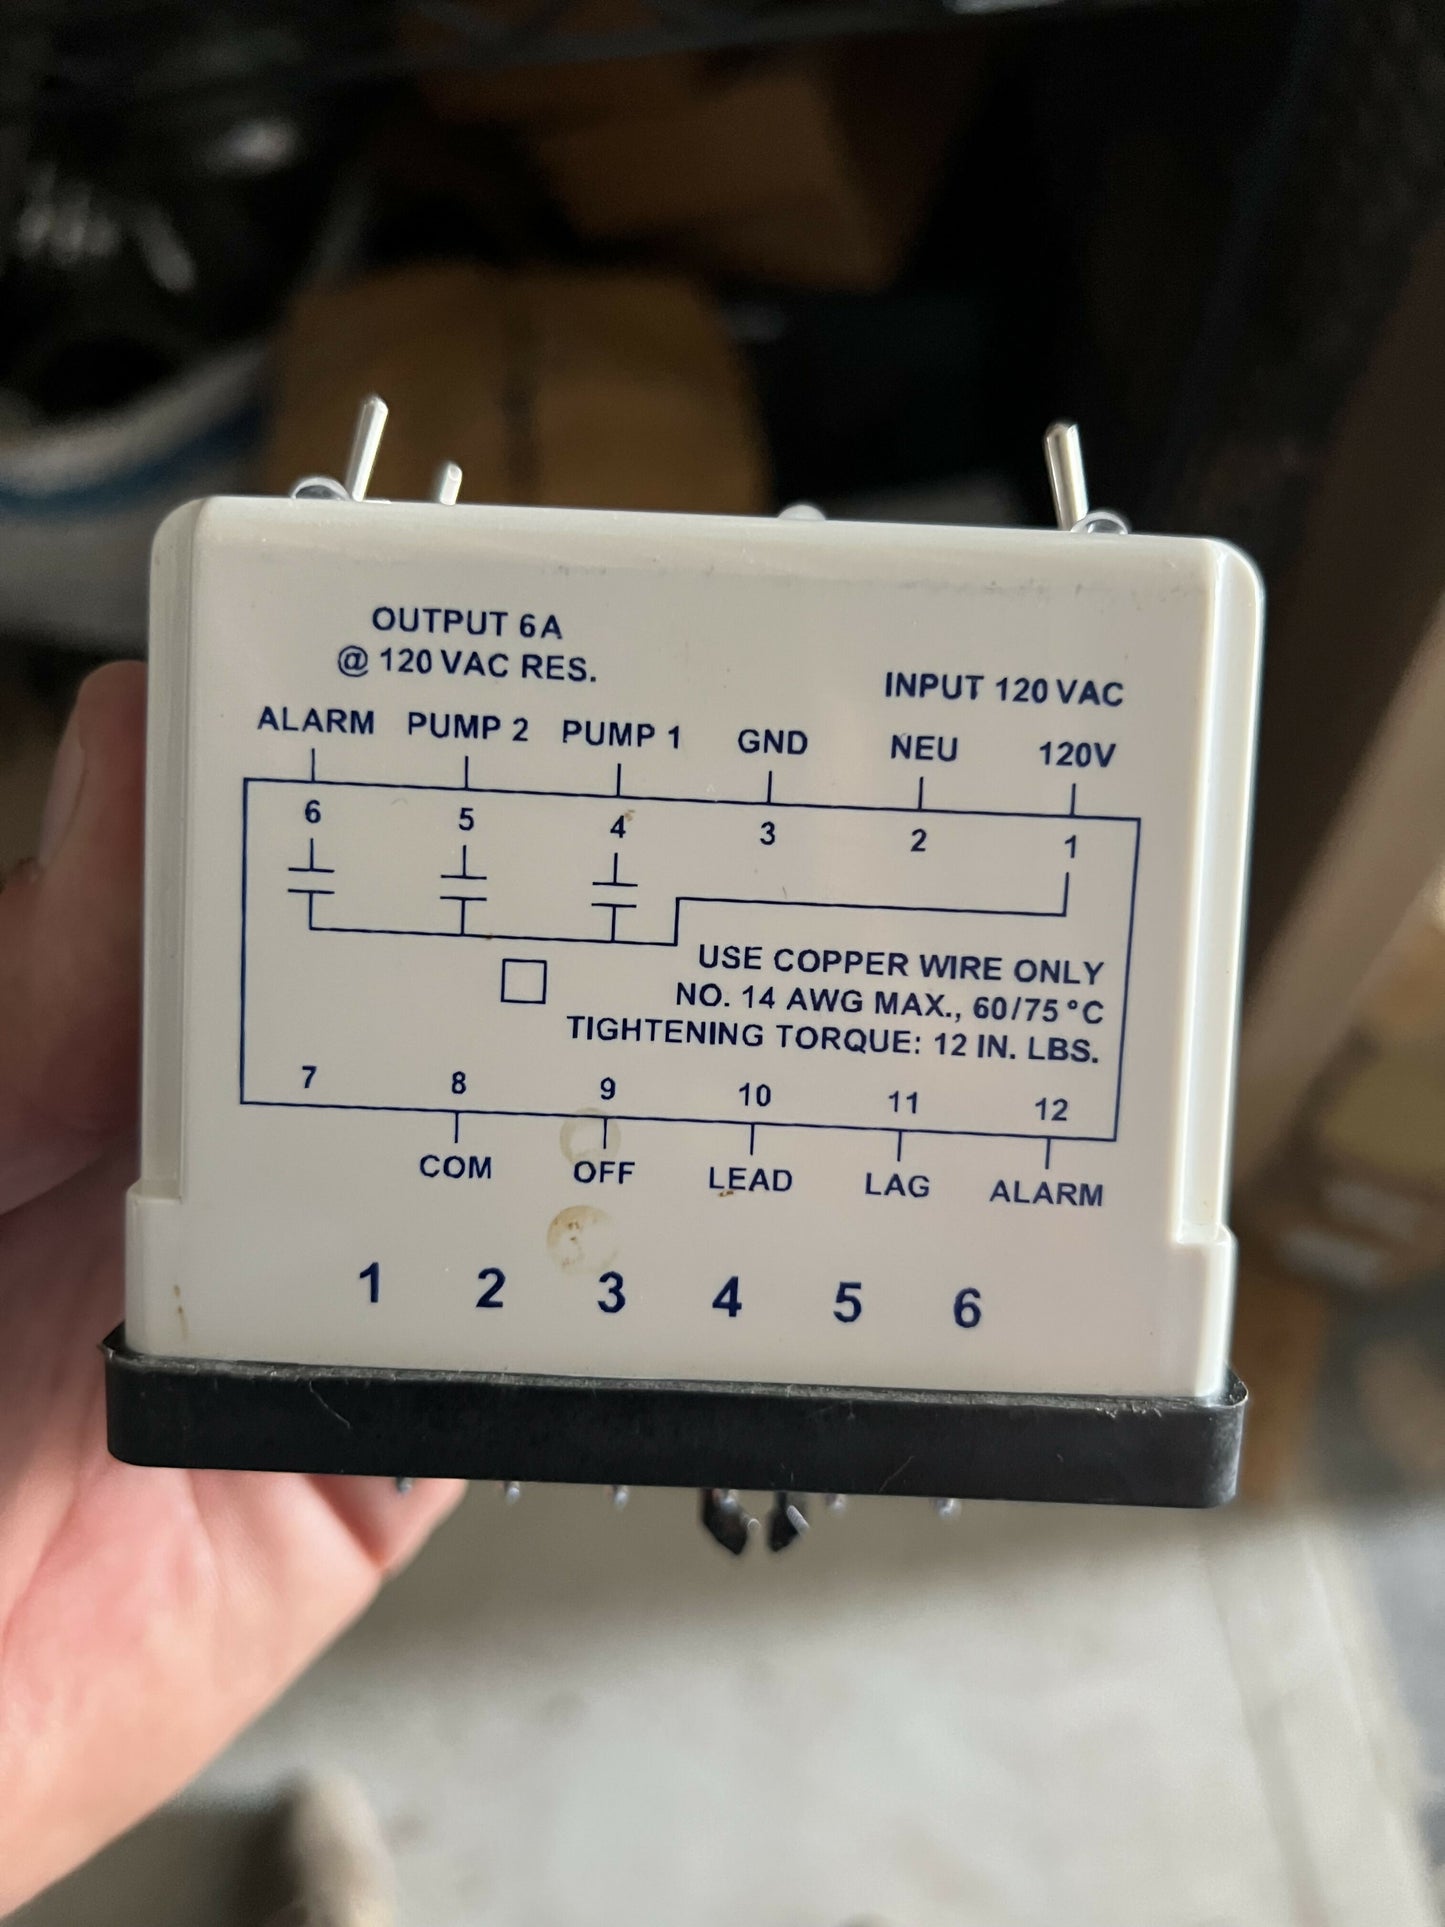 OUTPUT 6A
@ 120 VAC RES.
INPUT 120 VAC
ALARM PUMP 2 PUMP 1 GND NEU 120V
6 5 4 3 2 1
USE COPPER WIRE ONLY
NO. 14 AWG MAX., 60/75 °C
TIGHTENING TORQUE: 12 IN. LBS.
7 8 9 10 11 12
COM OFF LEAD LAG ALARM
1 2 3 4 5 6